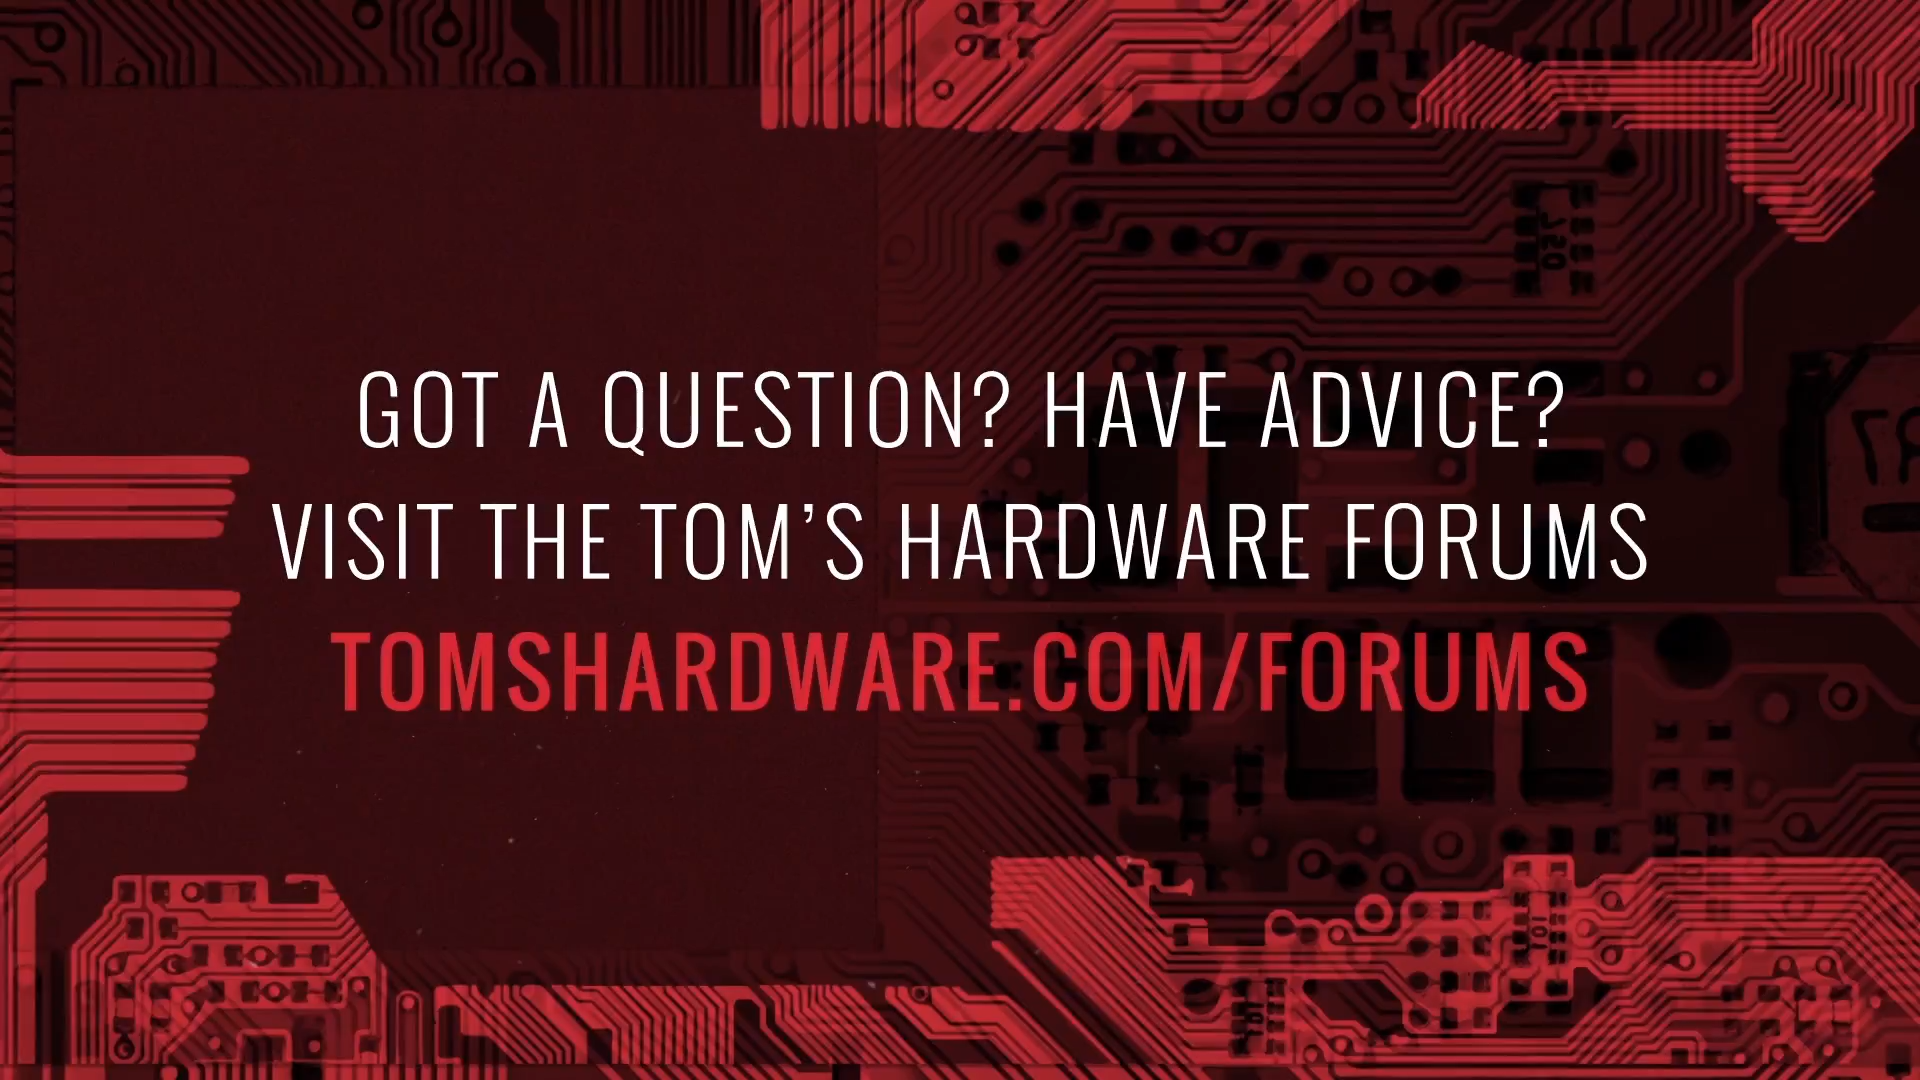 GOT A QUESTION? HAVE ADVICE?
VISIT THE TOM’S HARDWARE FORUMS
TOMSHARDWARE.COM/FORUMS